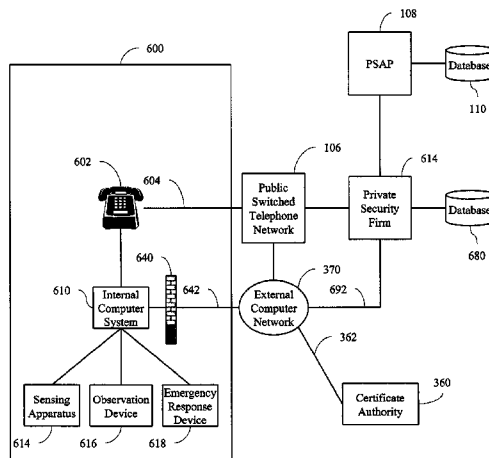 108
600
PSAP
Database
110
602
106
614
604
Public
Switched
Telephone
Network
Private
Security
Firm
Database
640
680
370
610
642
692
Internal
Computer
System
External
Computer
Network
362
Sensing
Apparatus
Observation
Device
Emergency
Response
Device
Certificate
Authority
360
614
616
618